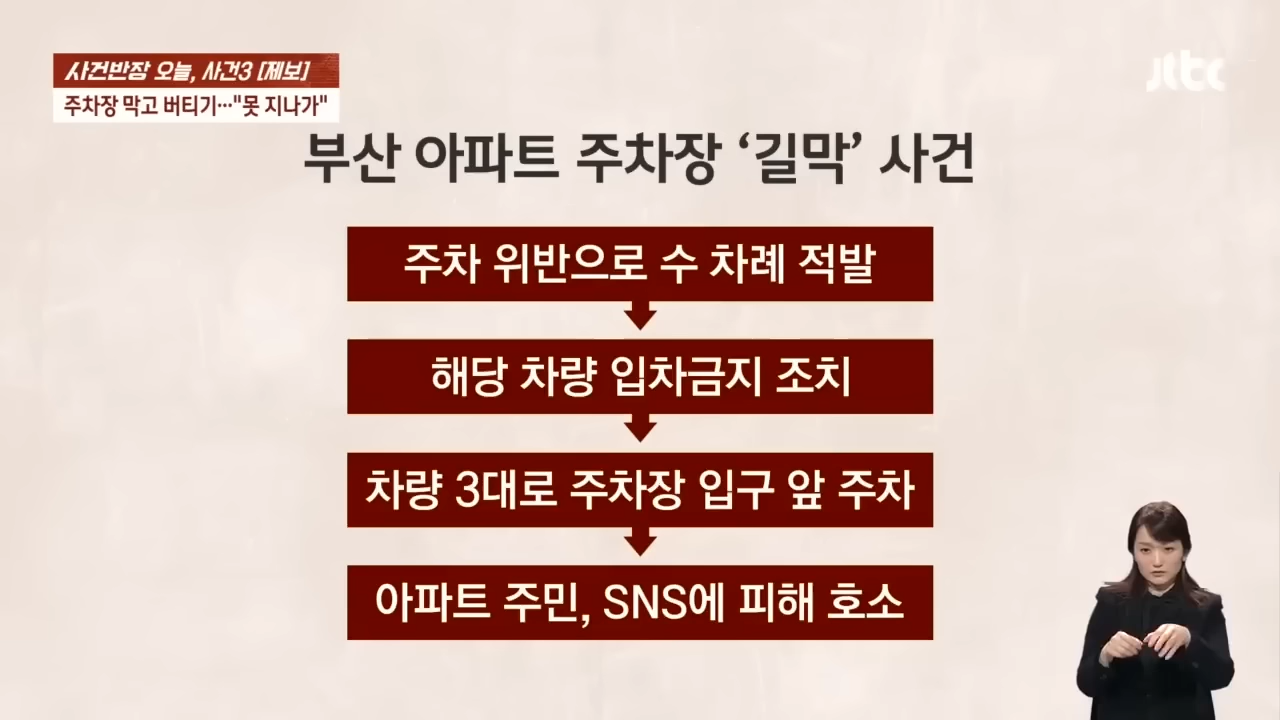 사건반장 오늘, 사건3 [제보]
jtbc
주차장 막고 버티기…"못 지나가"
부산 아파트 주차장 ‘길막’ 사건
주차 위반으로 수 차례 적발
해당 차량 입차금지 조치
차량 3대로 주차장 입구 앞 주차
아파트 주민, SNS에 피해 호소